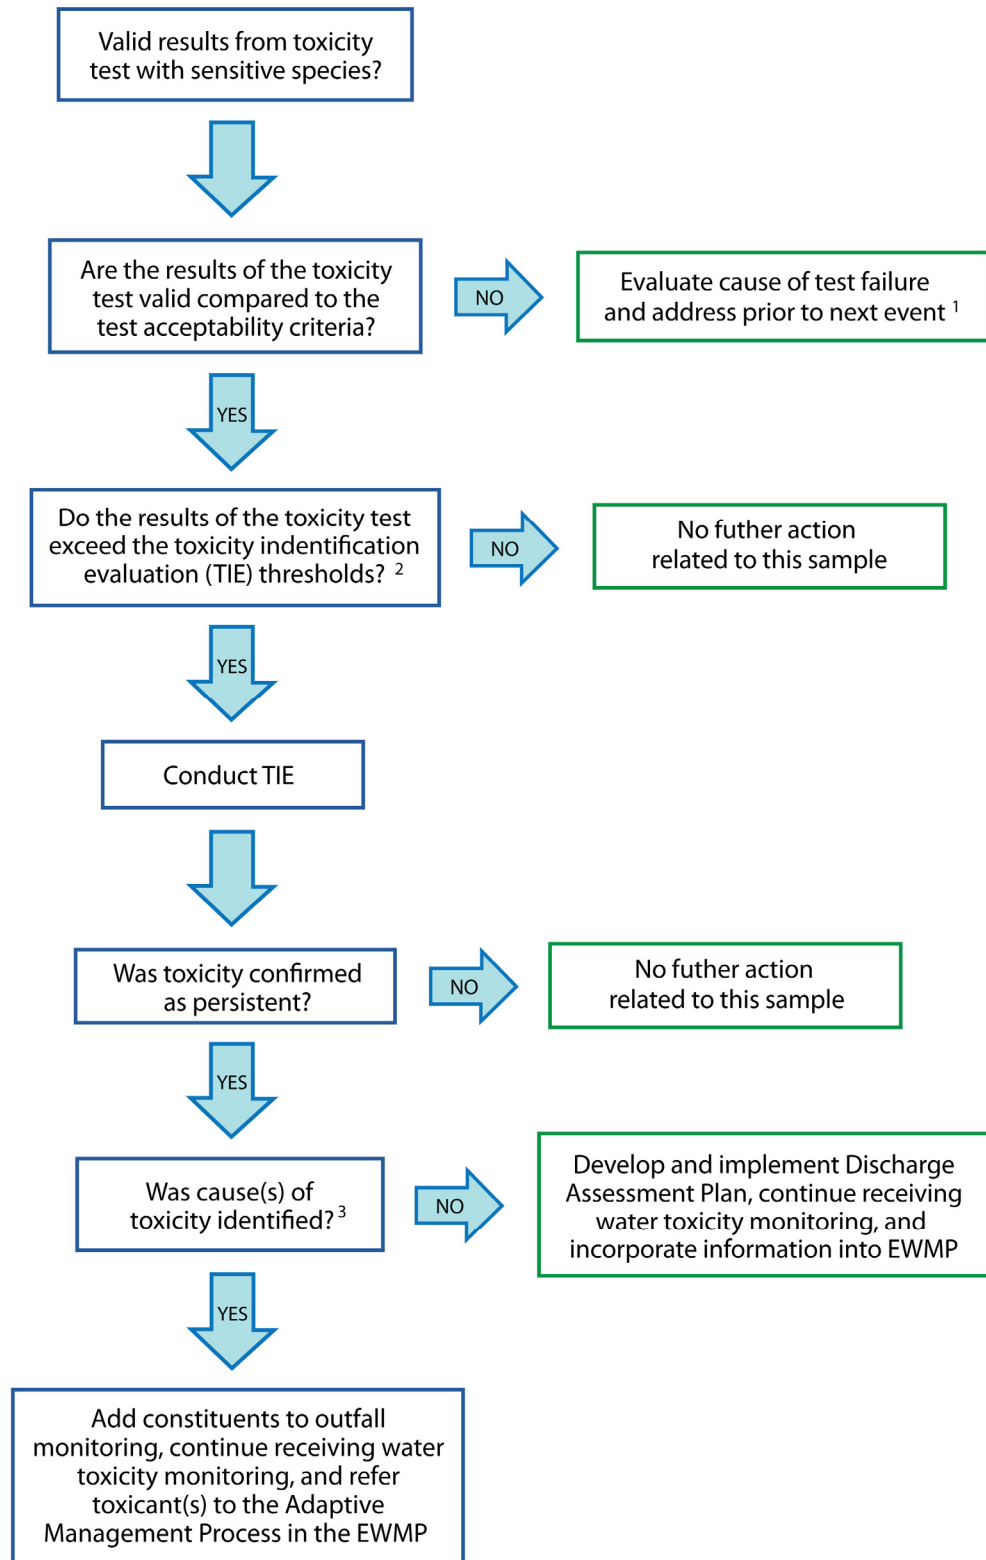 Valid results from toxicity
test with sensitive species?
Are the results of the toxicity
test valid compared to the
test acceptability criteria?
NO
Evaluate cause of test failure
and address prior to next event 1
YES
Do the results of the toxicity test
exceed the toxicity indentification
evaluation (TIE) thresholds? 2
NO
No futher action
related to this sample
YES
Conduct TIE
Was toxicity confirmed
as persistent?
NO
No futher action
related to this sample
YES
Was cause(s) of
toxicity identified? 3
NO
Develop and implement Discharge
Assessment Plan, continue receiving
water toxicity monitoring, and
incorporate information into EWMP
YES
Add constituents to outfall
monitoring, continue receiving water
toxicity monitoring, and refer
toxicant(s) to the Adaptive
Management Process in the EWMP